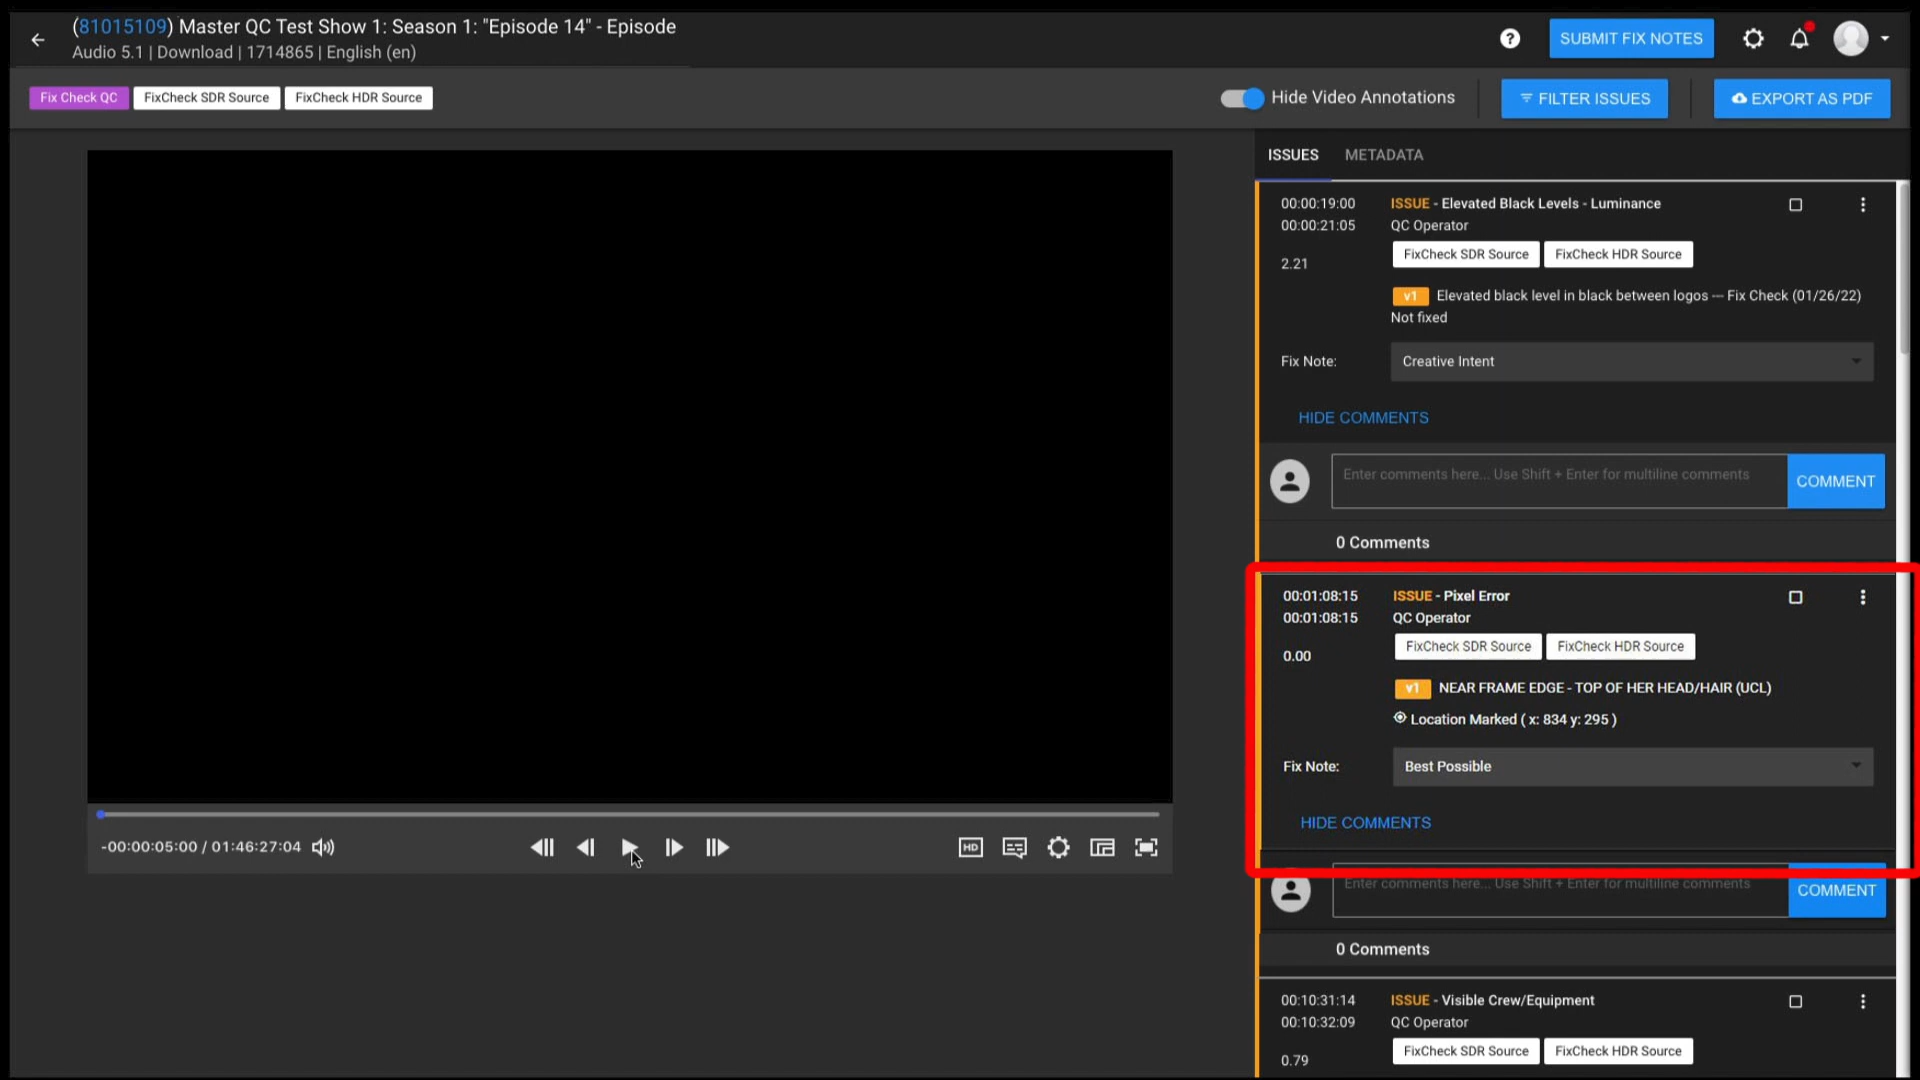 (81015109) Master QC Test Show 1: Season 1: "Episode 14" - Episode
Audio 5.1 | Download | 1714865 | English (en)
SUBMIT FIX NOTES
Fix Check QC
FixCheck SDR Source
FixCheck HDR Source
Hide Video Annotations
FILTER ISSUES
EXPORT AS PDF
ISSUES
METADATA
00:00:19:00
00:00:21:05
2.21
ISSUE - Elevated Black Levels - Luminance
QC Operator
FixCheck SDR Source
FixCheck HDR Source
v1 Elevated black level in black between logos --- Fix Check (01/26/22)
Not fixed
Fix Note:
Creative Intent
HIDE COMMENTS
Enter comments here... Use Shift + Enter for multiline comments
COMMENT
0 Comments
00:01:08:15
00:01:08:15
0.00
ISSUE - Pixel Error
QC Operator
FixCheck SDR Source
FixCheck HDR Source
v1 NEAR FRAME EDGE - TOP OF HER HEAD/HAIR (UCL)
Location Marked ( x: 834 y: 295 )
Fix Note:
Best Possible
HIDE COMMENTS
Enter comments here... Use Shift + Enter for multiline comments
COMMENT
0 Comments
00:10:31:14
00:10:32:09
0.79
ISSUE - Visible Crew/Equipment
QC Operator
FixCheck SDR Source
FixCheck HDR Source
-00:00:05:00 / 01:46:27:04
HD